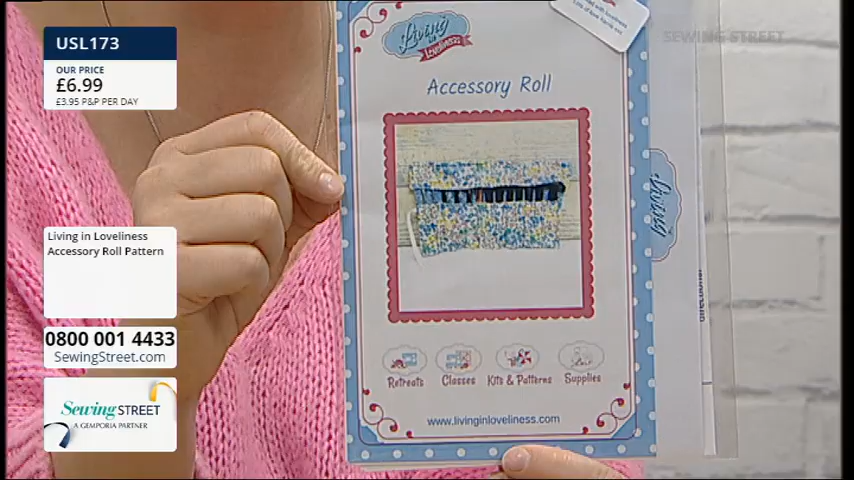 USL173
OUR PRICE
£6.99
£3.95 P&P PER DAY
Living in Loveliness
Accessory Roll Pattern
0800 001 4433
SewingStreet.com
Sewing STREET
A GEMPORIA PARTNER
SEWING STREET
Living
in
Loveliness
Accessory Roll
Retreats
Classes
Kits & Patterns
Supplies
www.livinginloveliness.com
Living